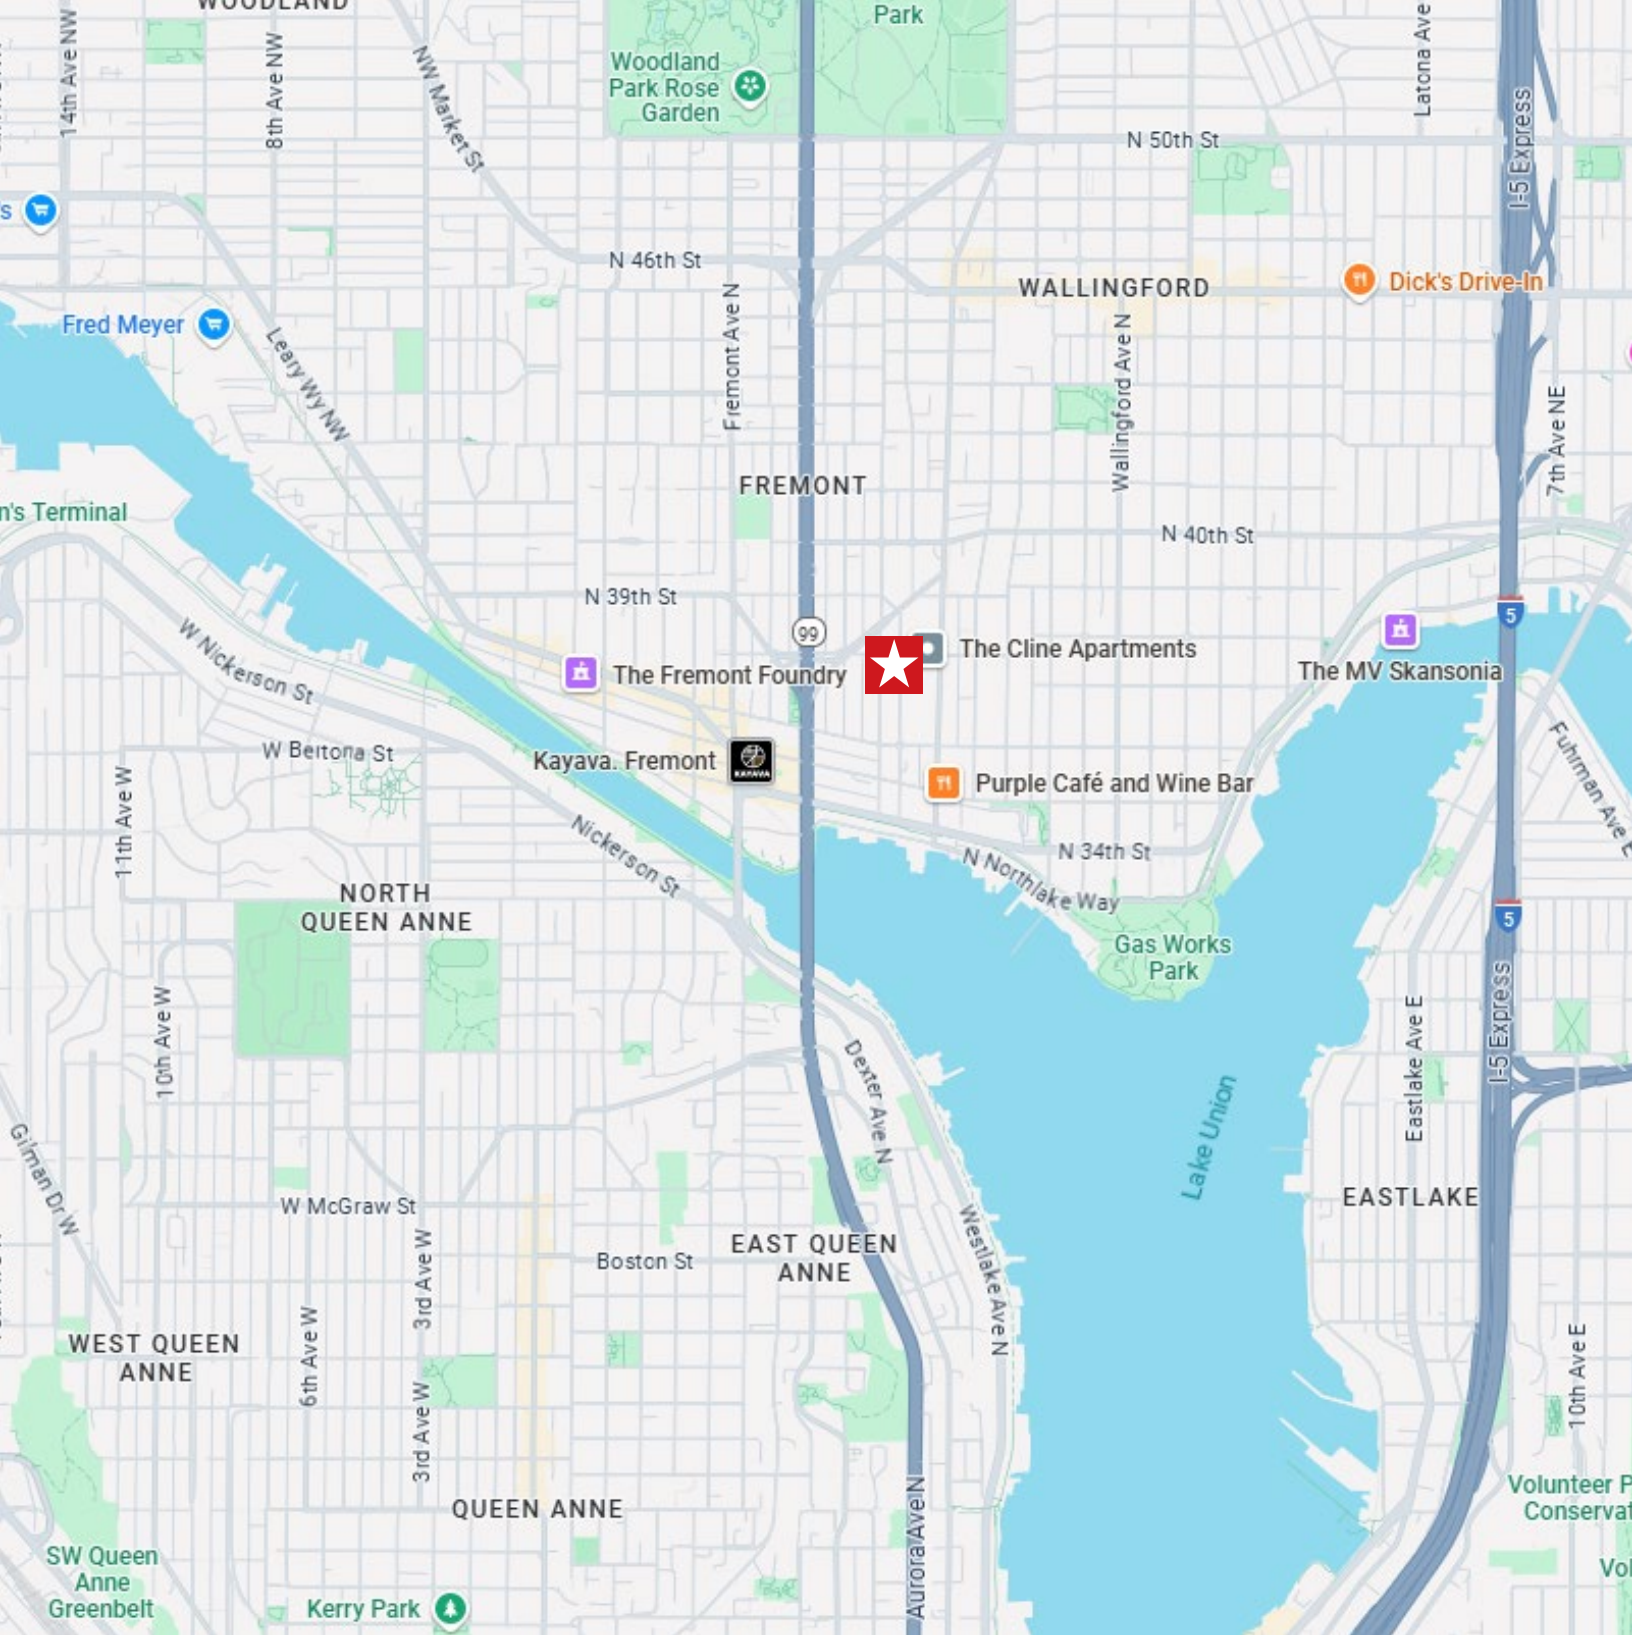 WOODLAND
Park
14th Ave NW
8th Ave NW
NW Market St
Woodland
Park Rose
Garden
Latona Ave
I-5 Express
N 50th St
s
N 46th St
WALLINGFORD
Dick's Drive-In
Fred Meyer
Leary Wy NW
Fremont Ave N
Wallingford Ave N
7th Ave NE
FREMONT
n's Terminal
N 40th St
N 39th St
99
5
W Nickerson St
The Fremont Foundry
The Cline Apartments
The MV Skansonia
W Bertona St
Kayava. Fremont
KAYAVA
Purple Café and Wine Bar
Fuhrman Ave E
11th Ave W
Nickerson St
N 34th St
N Northlake Way
NORTH
QUEEN ANNE
5
Gas Works
Park
10th Ave W
Dexter Ave N
I-5 Express
Eastlake Ave E
Lake Union
Gilman Dr W
W McGraw St
EASTLAKE
3rd Ave W
EAST QUEEN
ANNE
Boston St
Westlake Ave N
WEST QUEEN
ANNE
6th Ave W
3rd Ave W
10th Ave E
Aurora Ave N
QUEEN ANNE
Volunteer P
Conservat
SW Queen
Anne
Greenbelt
Kerry Park
Vol